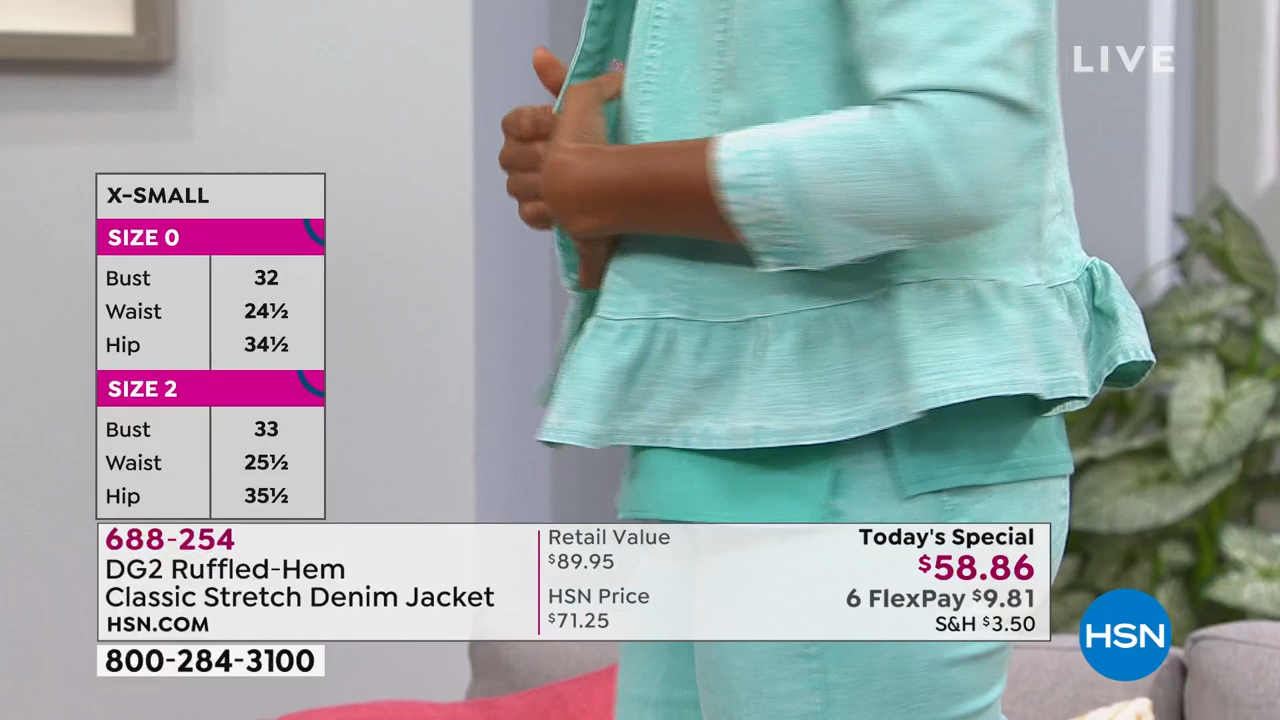 LIVE
X-SMALL
SIZE 0
Bust 32
Waist 24½
Hip 34½
SIZE 2
Bust 33
Waist 25½
Hip 35½
688-254
DG2 Ruffled-Hem
Classic Stretch Denim Jacket
HSN.COM
Retail Value
$89.95
HSN Price
$71.25
Today's Special
$58.86
6 FlexPay $9.81
S&H $3.50
800-284-3100
HSN